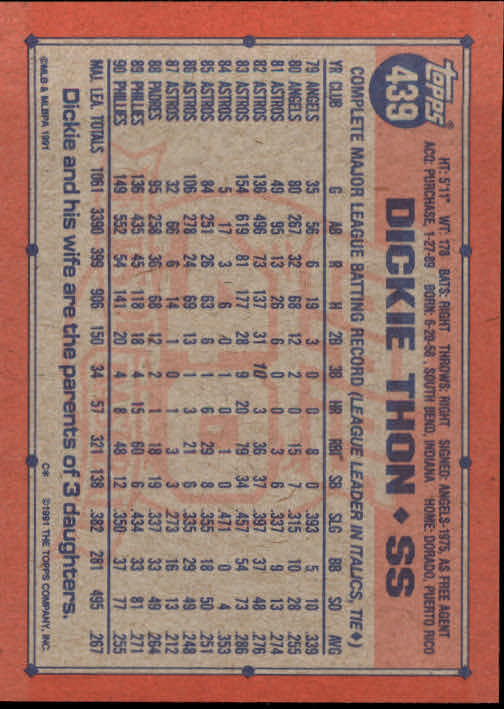 TOPPS®
439
DICKIE THON ◆ SS
HT: 5'11" WT: 178 BATS: RIGHT THROWS: RIGHT SIGNED: ANGELS-1975, AS FREE AGENT
ACQ: PURCHASE, 1-27-89 BORN: 6-20-58, SOUTH BEND, INDIANA HOME: DORADO, PUERTO RICO
COMPLETE MAJOR LEAGUE BATTING RECORD (LEAGUE LEADER IN ITALICS, TIE◆)
YR CLUB G AB R H 2B 3B HR RBI SB SLG BB SO AVG
79 ANGELS 35 56 6 19 3 0 0 8 0 .393 5 10 .339
80 ANGELS 80 267 32 68 12 2 0 15 7 .315 10 28 .255
81 ASTROS 49 95 13 26 6 0 0 3 6 .337 9 13 .274
82 ASTROS 136 496 73 137 31 10 3 36 37 .397 37 48 .276
83 ASTROS 154 619 81 177 28 9 20 79 34 .457 54 73 .286
84 ASTROS 5 17 3 6 0 1 0 1 0 .471 0 4 .353
85 ASTROS 84 251 26 63 6 1 6 29 8 .355 18 50 .251
86 ASTROS 106 278 24 69 13 1 3 21 6 .335 29 49 .248
87 ASTROS 32 66 6 14 1 0 1 3 3 .273 16 13 .212
88 PADRES 95 258 36 68 12 2 1 18 19 .337 33 49 .264
89 PHILLIES 136 435 45 118 18 4 15 60 6 .434 33 81 .271
90 PHILLIES 149 552 54 141 20 4 8 48 12 .350 37 77 .255
MAJ. LEA. TOTALS 1061 3390 399 906 150 34 57 321 138 .382 281 495 .267
Dickie and his wife are the parents of 3 daughters.
©MLB & MLBPA 1991 C* ©1991 THE TOPPS COMPANY, INC.